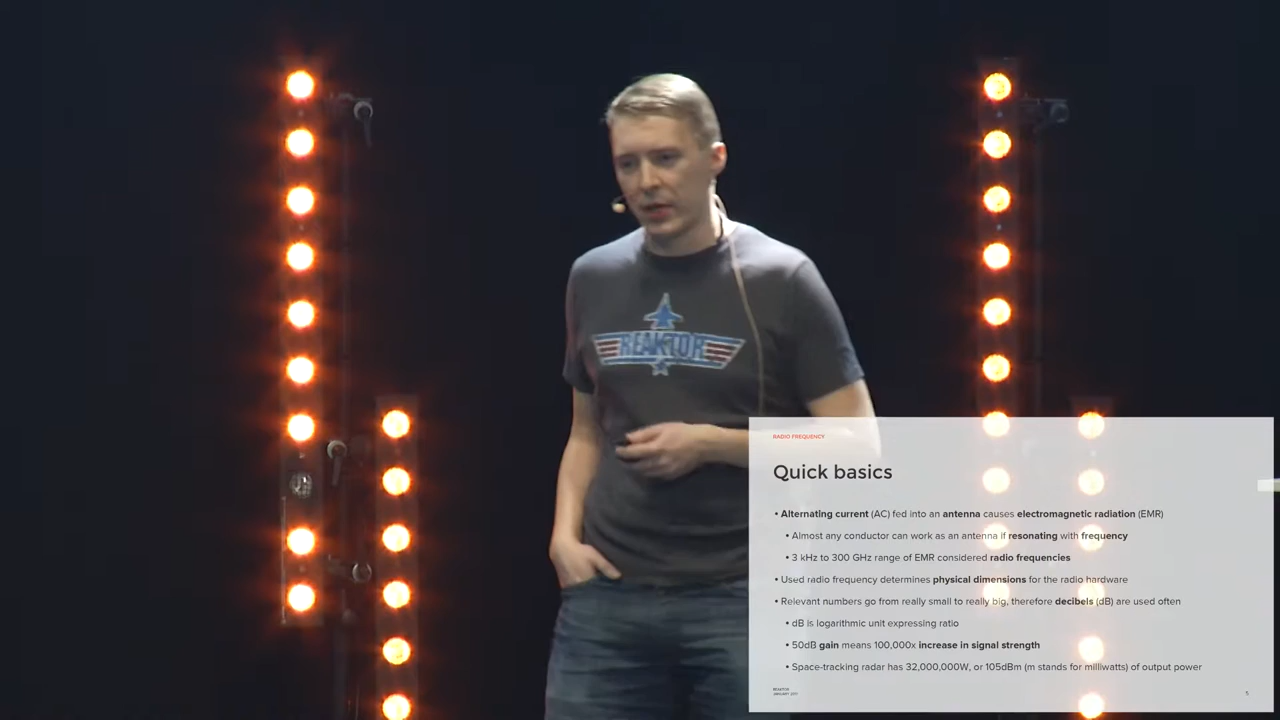 REAKTOR
RADIO FREQUENCY
Quick basics
• Alternating current (AC) fed into an antenna causes electromagnetic radiation (EMR)
• Almost any conductor can work as an antenna if resonating with frequency
• 3 kHz to 300 GHz range of EMR considered radio frequencies
• Used radio frequency determines physical dimensions for the radio hardware
• Relevant numbers go from really small to really big, therefore decibels (dB) are used often
• dB is logarithmic unit expressing ratio
• 50dB gain means 100,000x increase in signal strength
• Space-tracking radar has 32,000,000W, or 105dBm (m stands for milliwatts) of output power
REAKTOR
JANUARY 2017
5